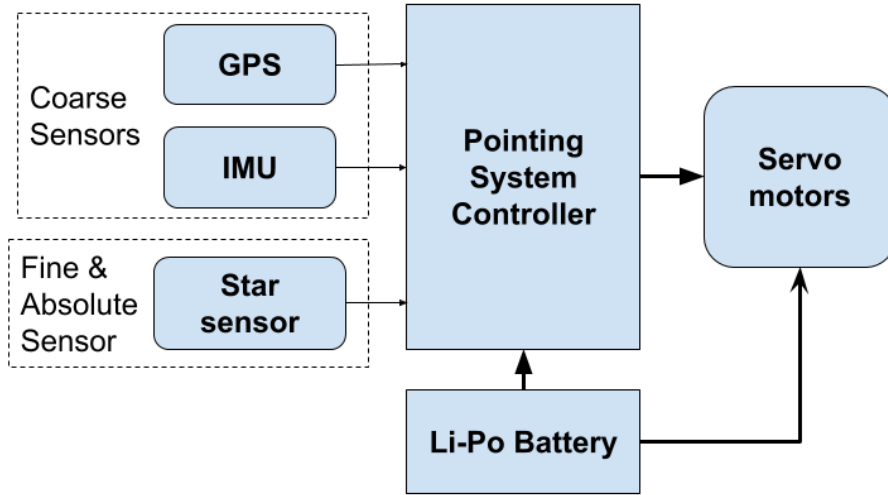 Coarse
Sensors
GPS
IMU
Fine &
Absolute
Sensor
Star
sensor
Pointing
System
Controller
Servo
motors
Li-Po Battery